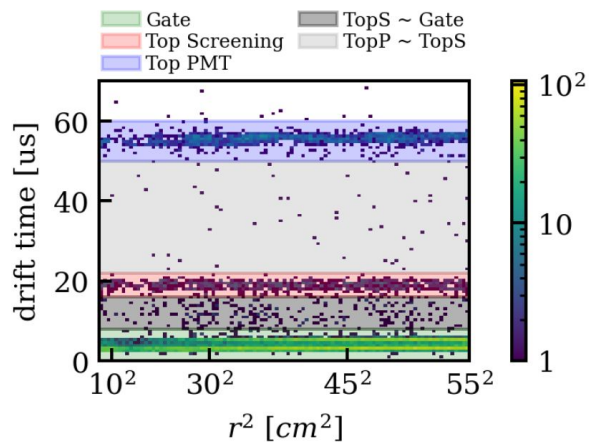 Gate
Top Screening
Top PMT
TopS ~ Gate
TopP ~ TopS
drift time [us]
60
40
20
0
10²
30²
45²
55²
r² [cm²]
10²
10
1